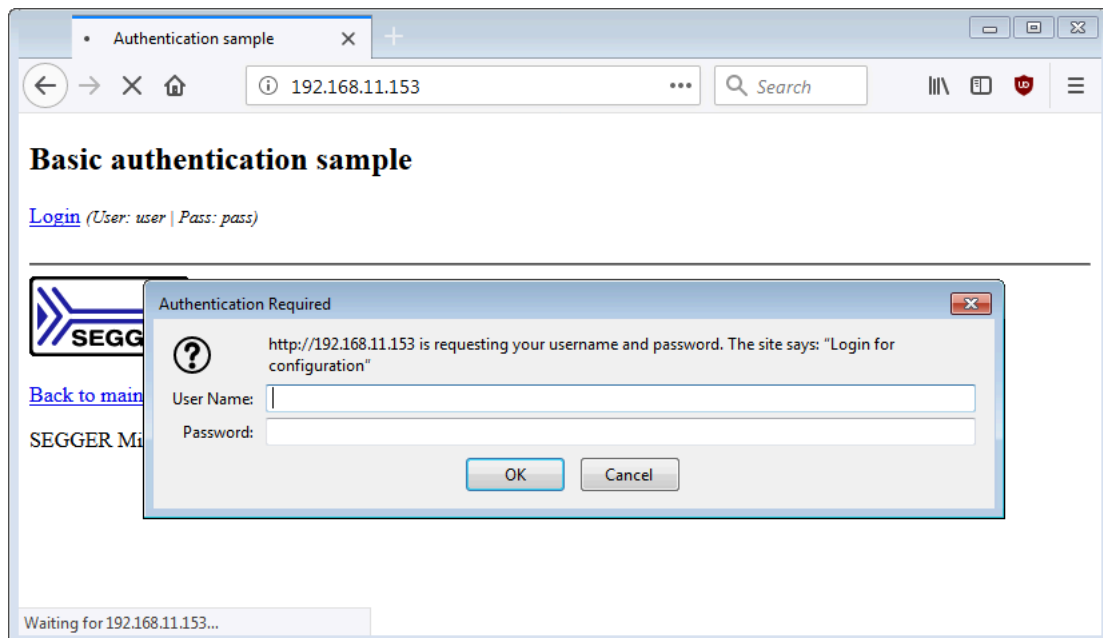 Authentication sample
192.168.11.153
Search
Basic authentication sample
Login (User: user | Pass: pass)
SEGG
Authentication Required
http://192.168.11.153 is requesting your username and password. The site says: “Login for
configuration”
Back to main
User Name:
SEGGER Mi
Password:
OK Cancel
Waiting for 192.168.11.153...